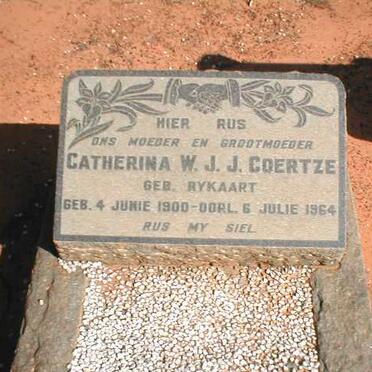 HIER RUS
ONS MOEDER EN GROOTMOEDER
CATHERINA W. J. J. COERTZE
GEB. RYKAART
GEB. 4 JUNIE 1900-OORL. 6 JULIE 1964
RUS MY SIEL.